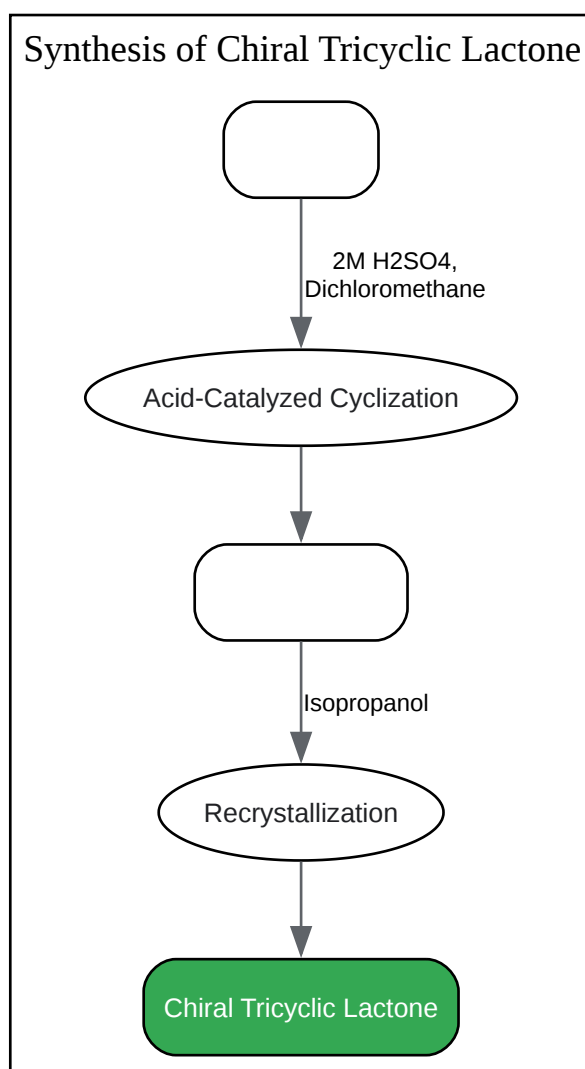 Synthesis of Chiral Tricyclic Lactone
2M H2SO4,
Dichloromethane
Acid-Catalyzed Cyclization
Isopropanol
Recrystallization
Chiral Tricyclic Lactone